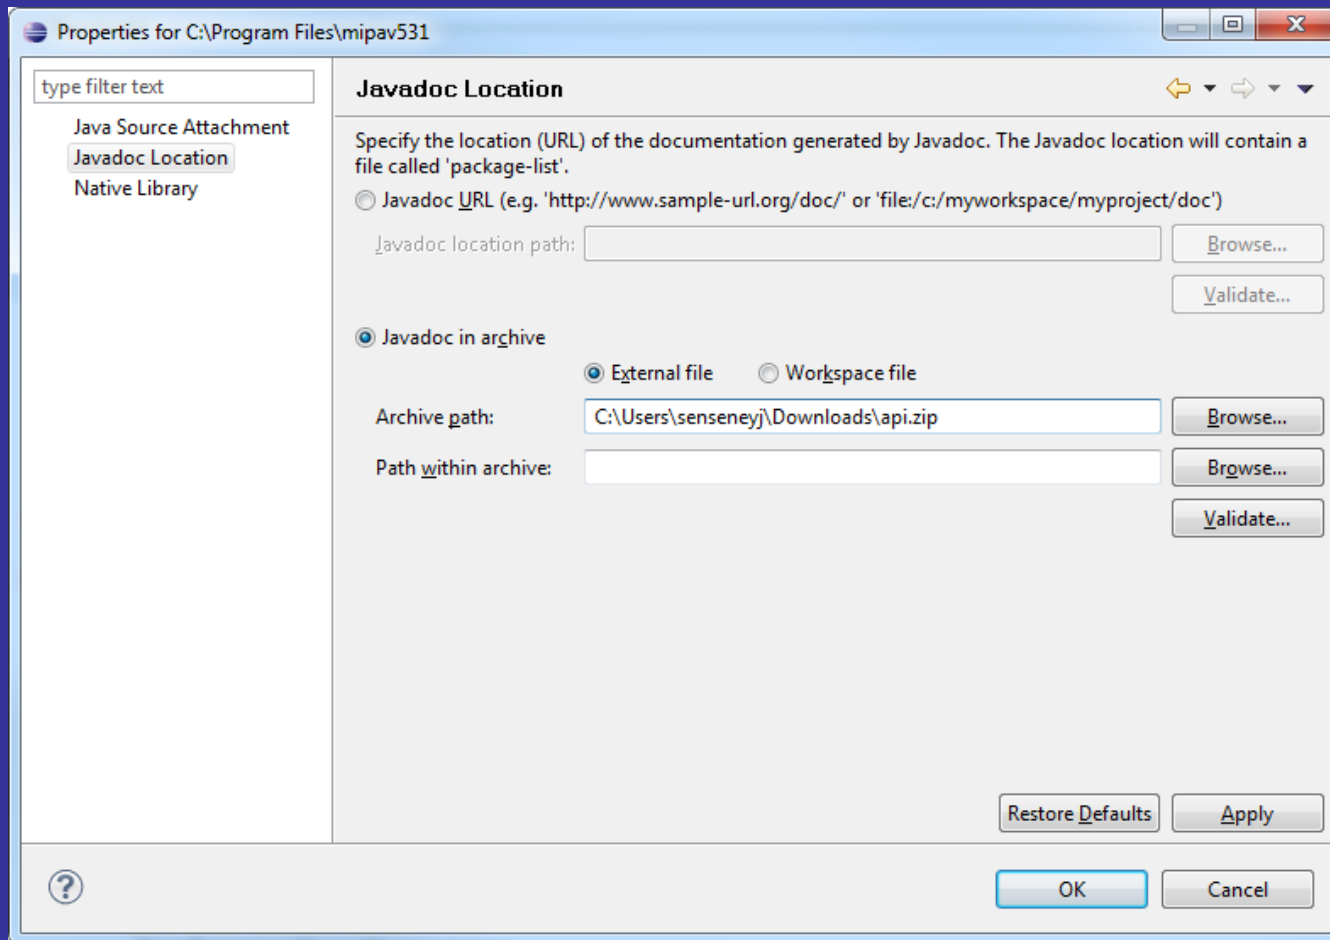 Properties for C:\Program Files\mipav531
type filter text
Java Source Attachment
Javadoc Location
Native Library
Javadoc Location
Specify the location (URL) of the documentation generated by Javadoc. The Javadoc location will contain a
file called 'package-list'.
Javadoc URL (e.g. 'http://www.sample-url.org/doc/' or 'file:/c:/myworkspace/myproject/doc')
Javadoc location path:
Browse...
Validate...
Javadoc in archive
External file
Workspace file
Archive path:
C:\Users\senseneyj\Downloads\api.zip
Browse...
Path within archive:
Browse...
Validate...
Restore Defaults
Apply
?
OK
Cancel